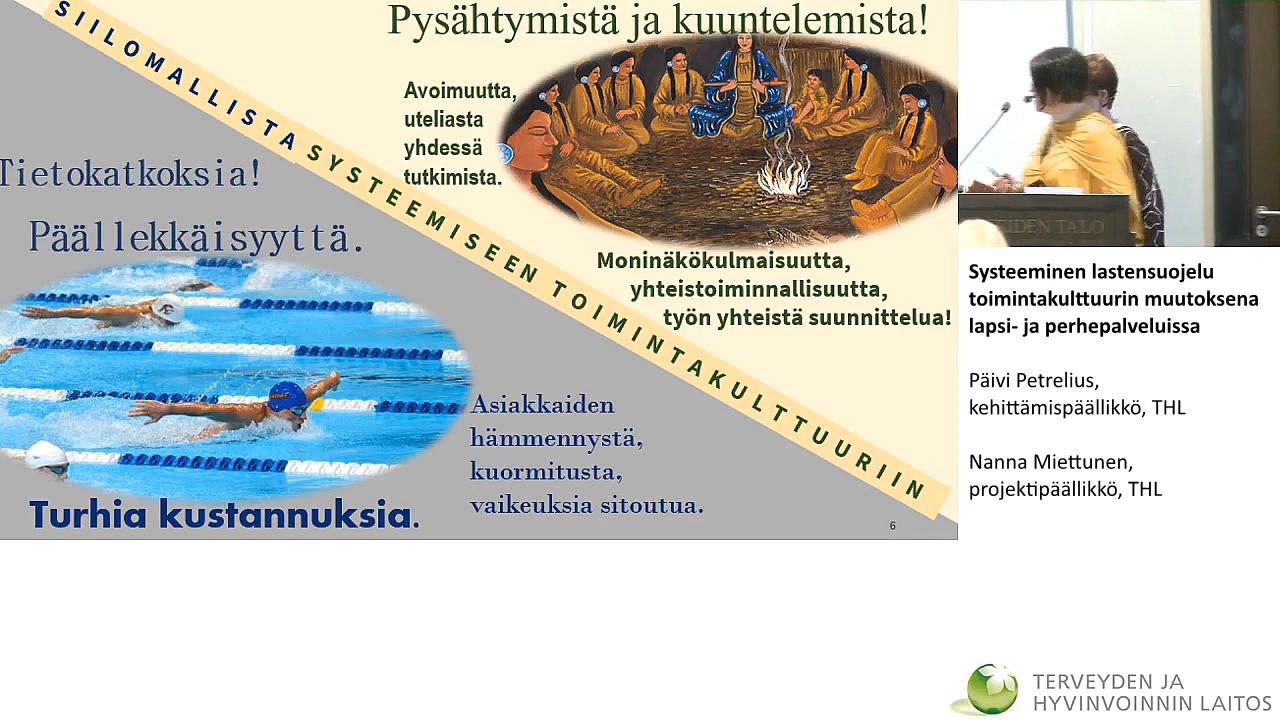 Pysähtymistä ja kuuntelemista!
Avoimuutta,
uteliasta
yhdessä
tutkimista.
SIILOMALLISTA SYSTEEMISEEN TOIMINTAKULTTUURIIN
Tietokatkoksia!
Päällekkäisyyttä.
Moninäkökulmaisuutta,
yhteistoiminnallisuutta,
työn yhteistä suunnittelua!
Asiakkaiden
hämmennystä,
kuormitusta,
vaikeuksia sitoutua.
Turhia kustannuksia.
6
EIDEN TALO
Systeeminen lastensuojelu
toimintakulttuurin muutoksena
lapsi- ja perhepalveluissa
Päivi Petrelius,
kehittämispäällikkö, THL
Nanna Miettunen,
projektipäällikkö, THL
TERVEYDEN JA
HYVINVOINNIN LAITOS